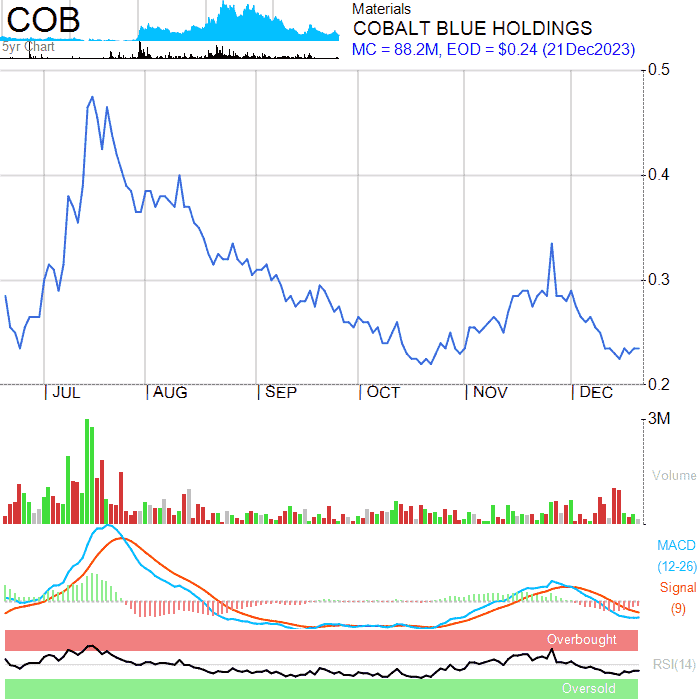 COB
5yr Chart
Materials
COBALT BLUE HOLDINGS
MC = 88.2M, EOD = $0.24 (21Dec2023)
0.5
0.4
0.3
0.2
JUL AUG SEP OCT NOV DEC
3M
Volume
MACD
(12-26)
Signal
(9)
Overbought
RSI(14)
Oversold